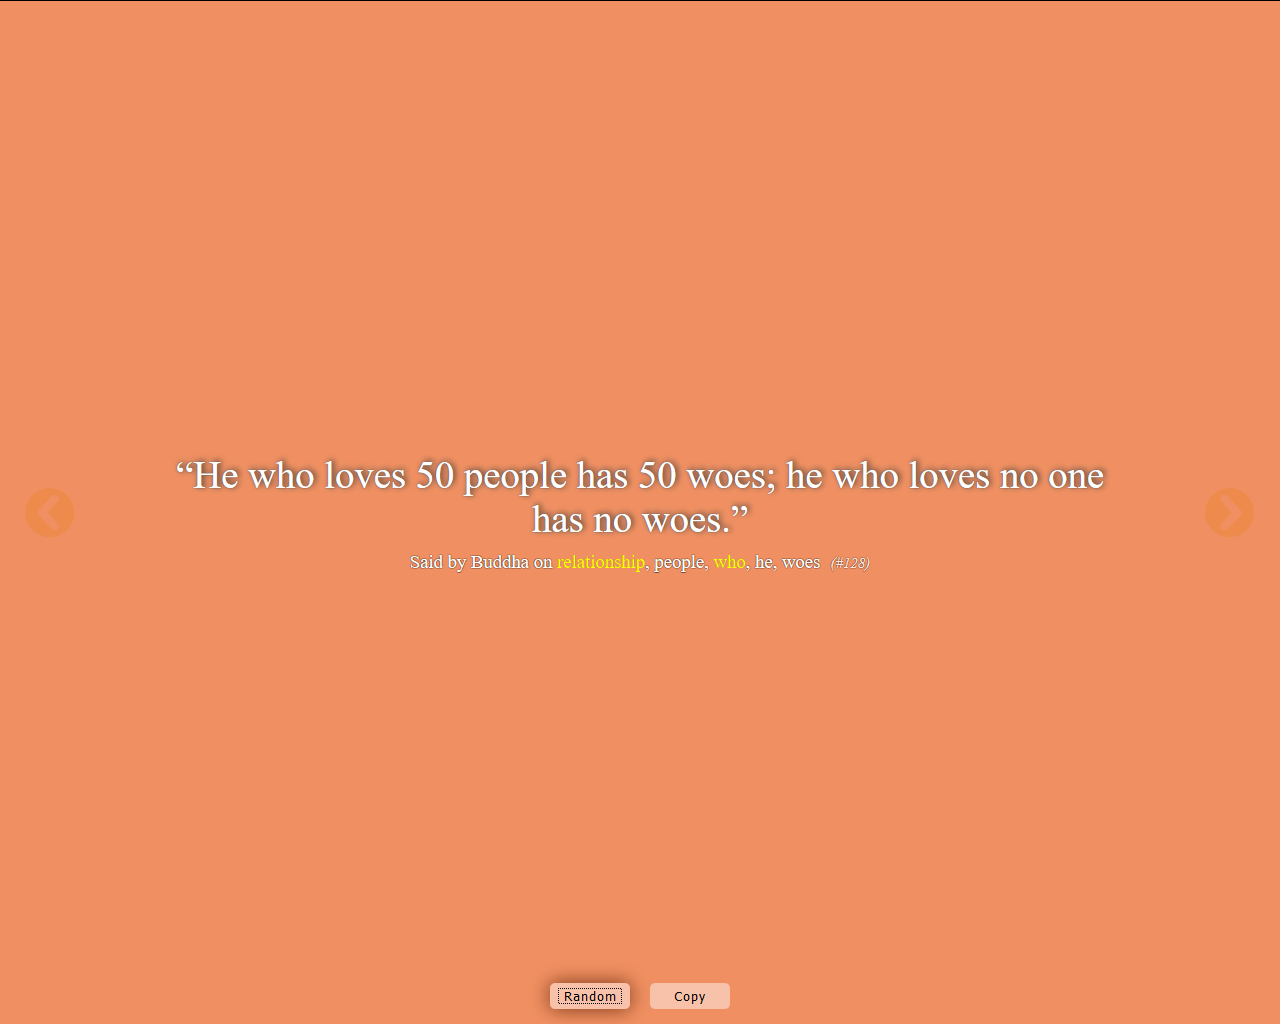 “He who loves 50 people has 50 woes; he who loves no one
has no woes.”
Said by Buddha on relationship, people, who, he, woes (#128)
Random Copy